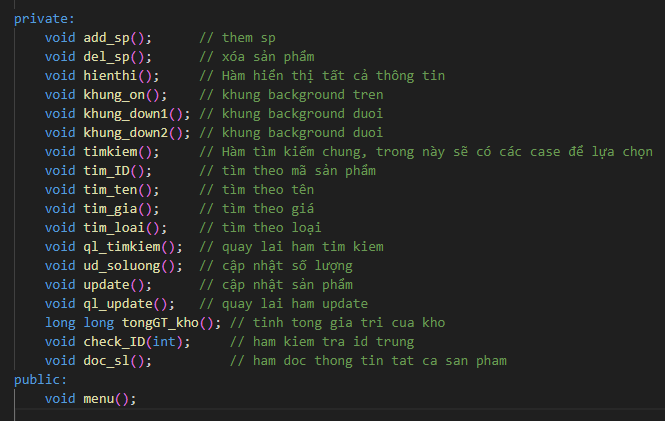 private:
    void add_sp();      // them sp
    void del_sp();      // xóa sản phẩm
    void hienthi();     // Hàm hiển thị tất cả thông tin
    void khung_on();    // khung background tren
    void khung_down1(); // khung background duoi
    void khung_down2(); // khung background duoi
    void timkiem();     // Hàm tìm kiếm chung, trong này sẽ có các case để lựa chọn
    void tim_ID();      // tìm theo mã sản phẩm
    void tim_ten();     // tìm theo tên
    void tim_gia();     // tìm theo giá
    void tim_loai();    // tìm theo loại
    void ql_timkiem();  // quay lai ham tim kiem
    void ud_soluong();  // cập nhật số lượng
    void update();      // cập nhật sản phẩm
    void ql_update();   // quay lai ham update
    long long tongGT_kho(); // tinh tong gia tri cua kho
    void check_ID(int);     // ham kiem tra id trung
    void doc_sl();          // ham doc thong tin tat ca san pham
public:
    void menu();